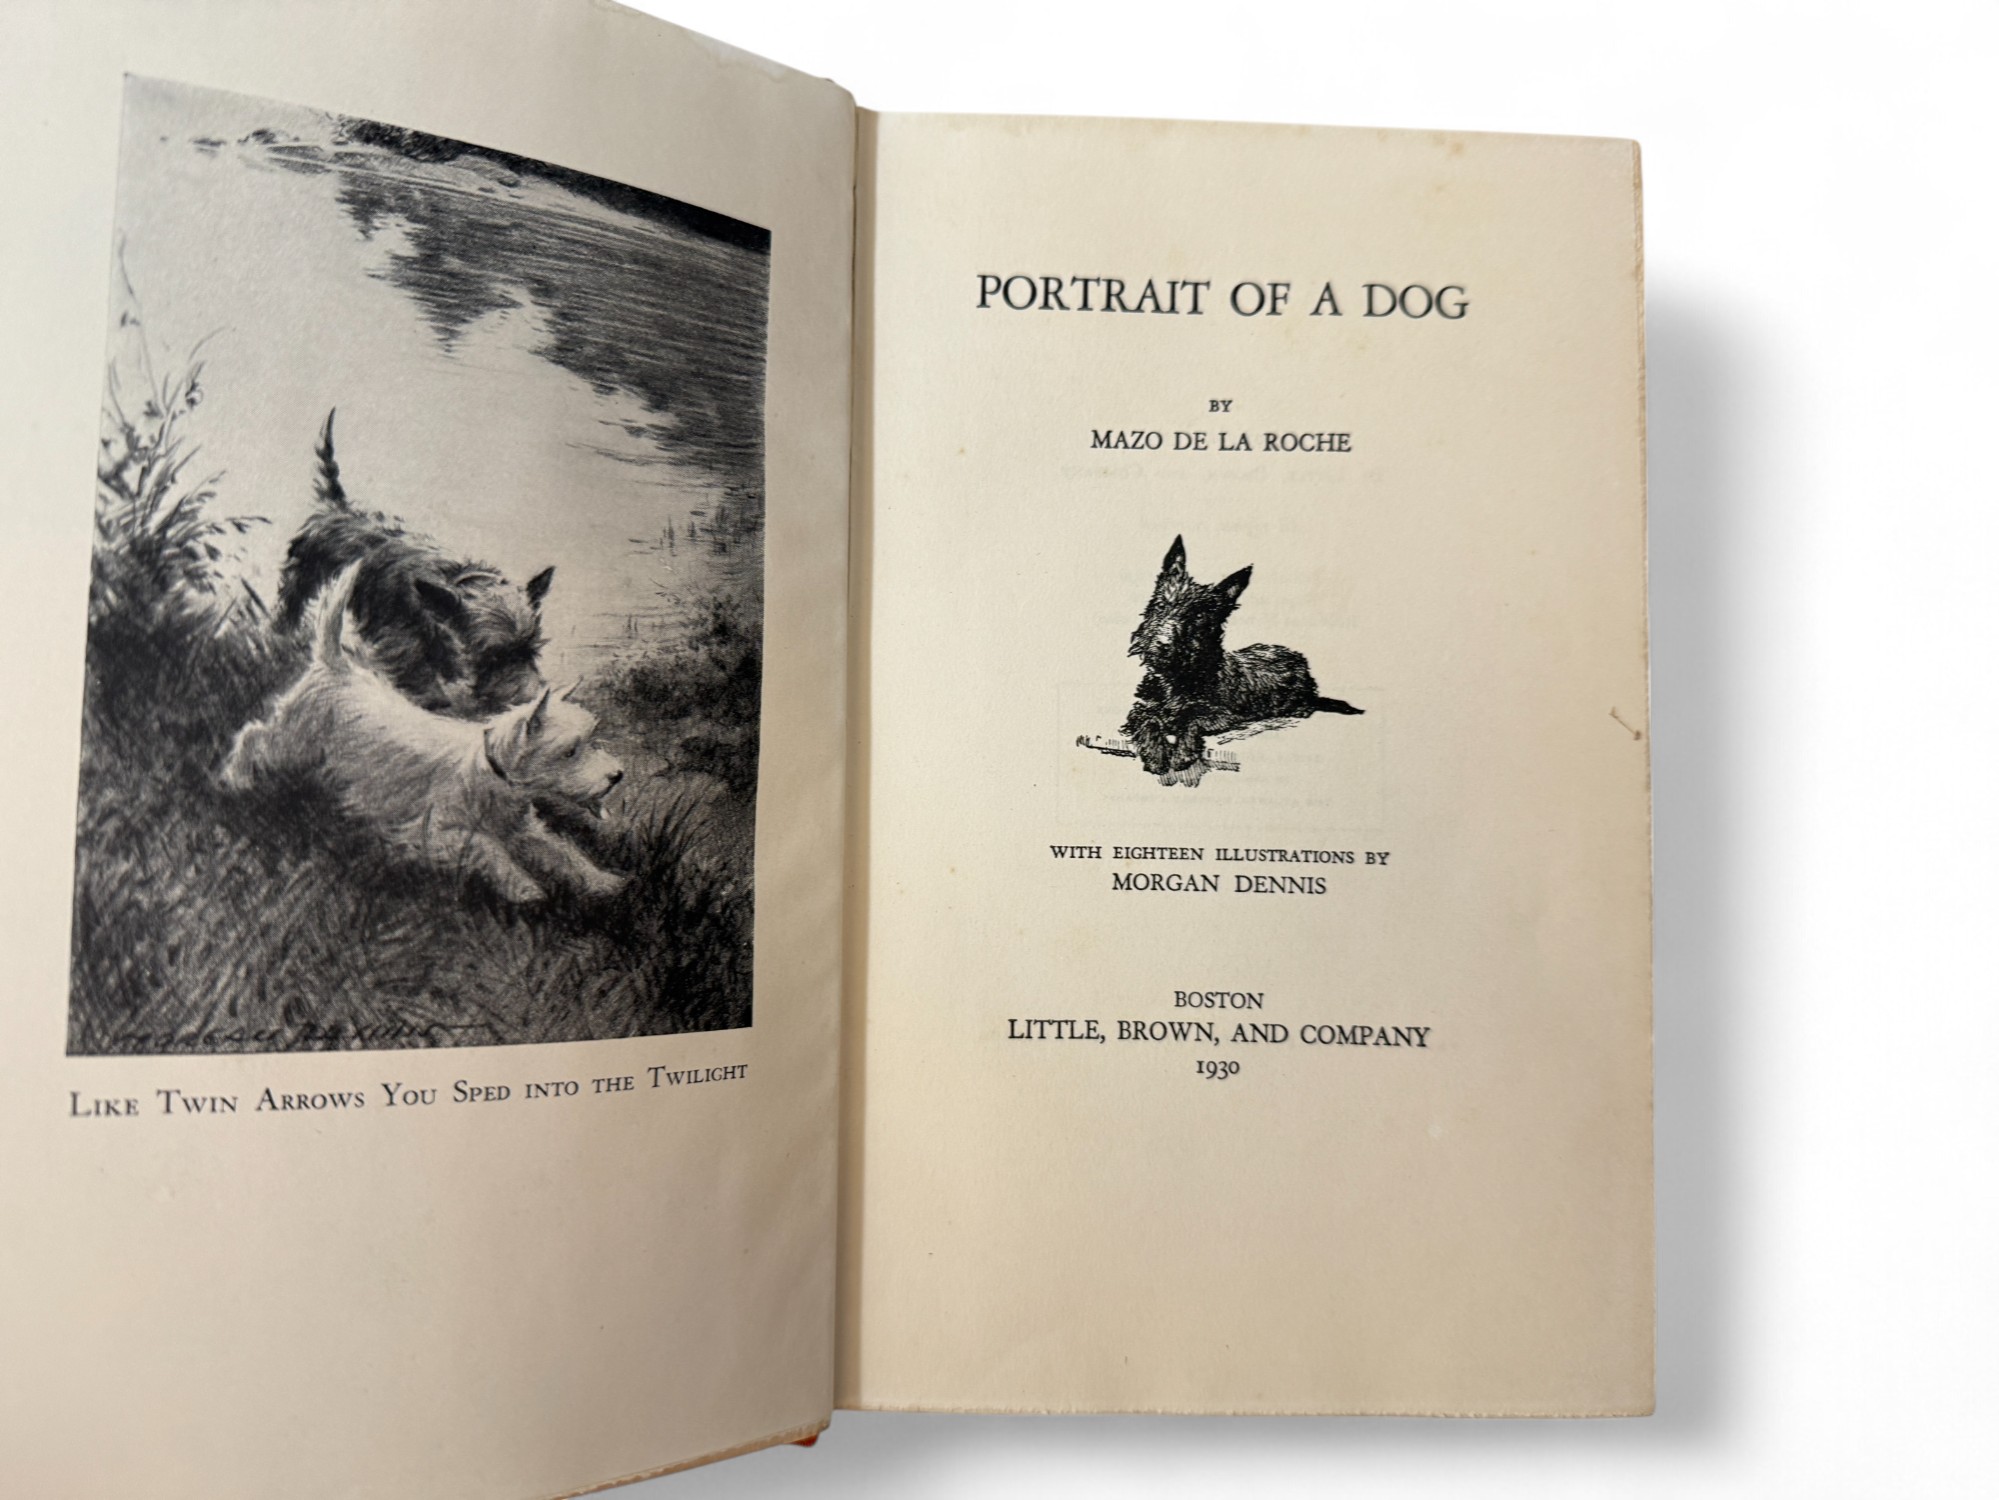 LIKE TWIN ARROWS YOU SPED INTO THE TWILIGHT
PORTRAIT OF A DOG
BY
MAZO DE LA ROCHE
WITH EIGHTEEN ILLUSTRATIONS BY
MORGAN DENNIS
BOSTON
LITTLE, BROWN, AND COMPANY
1930